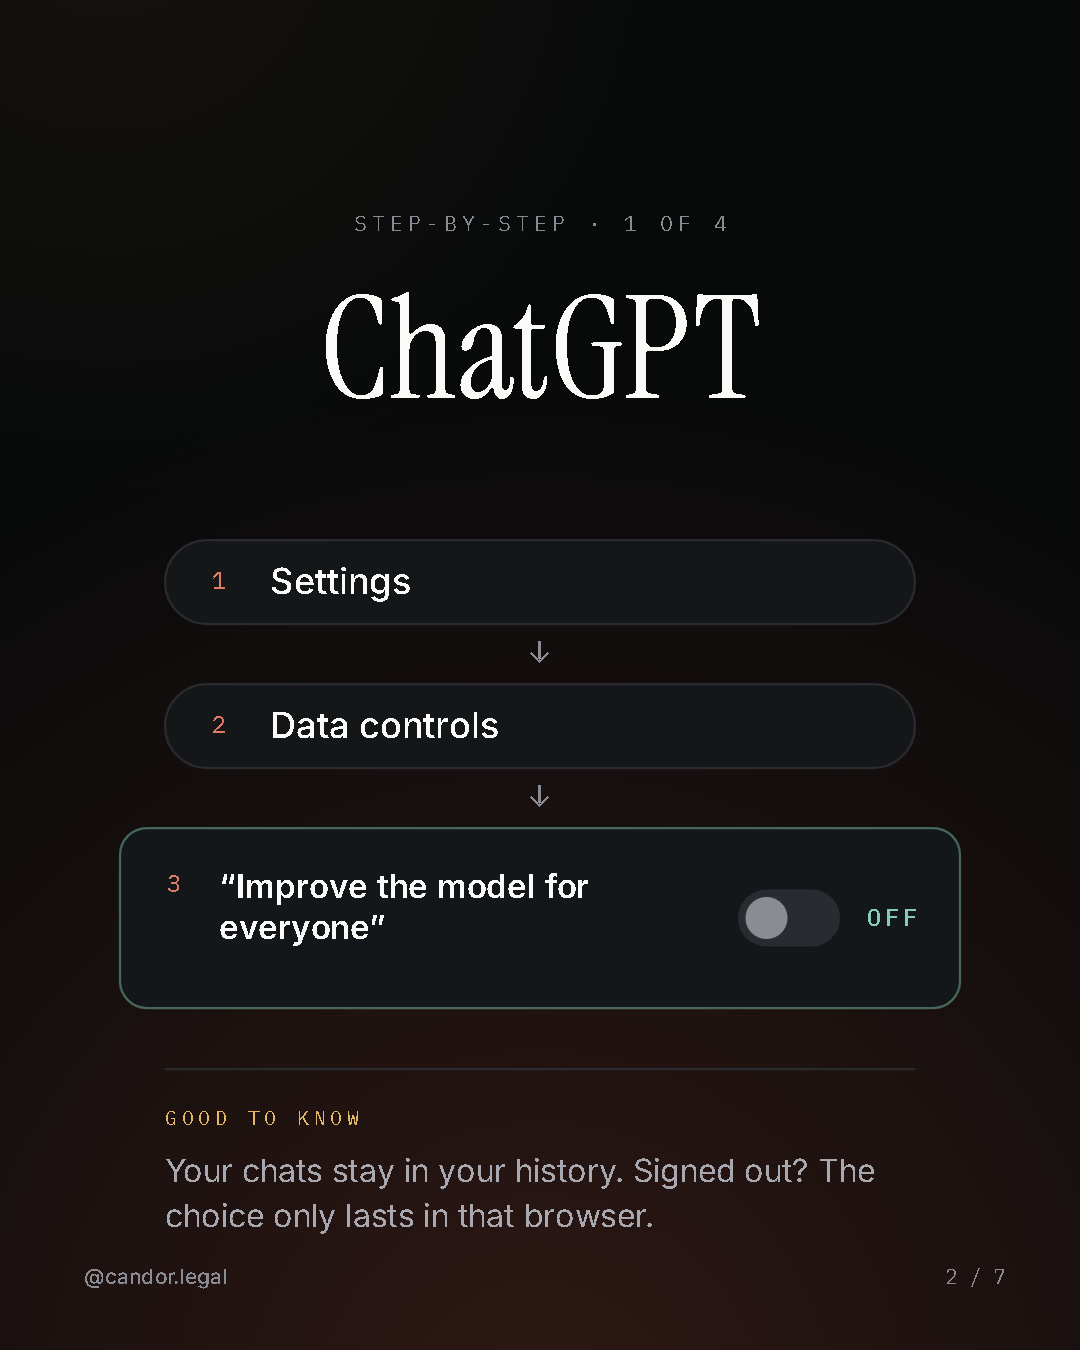 STEP-BY-STEP · 1 OF 4
ChatGPT
1 Settings
↓
2 Data controls
↓
3 “Improve the model for
everyone”
OFF
GOOD TO KNOW
Your chats stay in your history. Signed out? The
choice only lasts in that browser.
@candor.legal
2 / 7